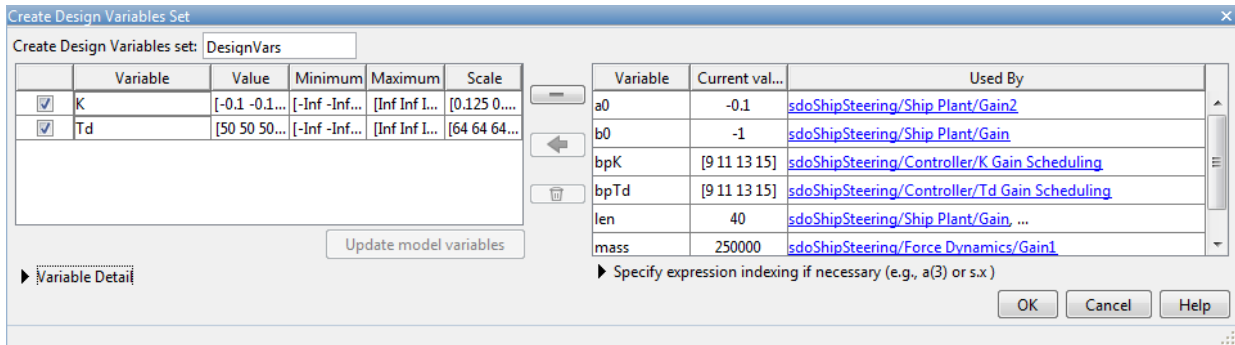 Create Design Variables Set
Create Design Variables set: DesignVars
Variable Value Minimum Maximum Scale
K [-0.1 -0.1... [-Inf -Inf... [Inf Inf I... [0.125 0....
Td [50 50 50... [-Inf -Inf... [Inf Inf I... [64 64 64...
Update model variables
Variable Detail
Variable Current val... Used By
a0 -0.1 sdoShipSteering/Ship Plant/Gain2
b0 -1 sdoShipSteering/Ship Plant/Gain
bpK [9 11 13 15] sdoShipSteering/Controller/K Gain Scheduling
bpTd [9 11 13 15] sdoShipSteering/Controller/Td Gain Scheduling
len 40 sdoShipSteering/Ship Plant/Gain, ...
mass 250000 sdoShipSteering/Force Dynamics/Gain1
Specify expression indexing if necessary (e.g., a(3) or s.x )
OK Cancel Help